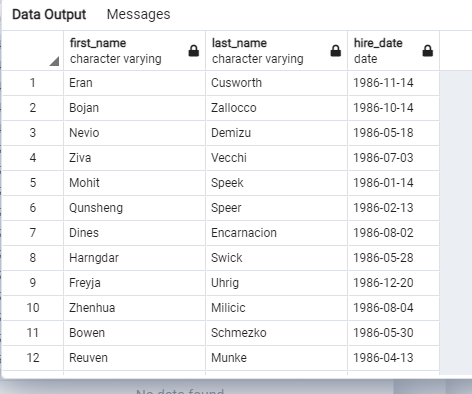 Data Output Messages
first_name last_name hire_date
character varying character varying date
1 Eran Cusworth 1986-11-14
2 Bojan Zallocco 1986-10-14
3 Nevio Demizu 1986-05-18
4 Ziva Vecchi 1986-07-03
5 Mohit Speek 1986-01-14
6 Qunsheng Speer 1986-02-13
7 Dines Encarnacion 1986-08-02
8 Harngdar Swick 1986-05-28
9 Freyja Uhrig 1986-12-20
10 Zhenhua Milicic 1986-08-04
11 Bowen Schmezko 1986-05-30
12 Reuven Munke 1986-04-13
No data found